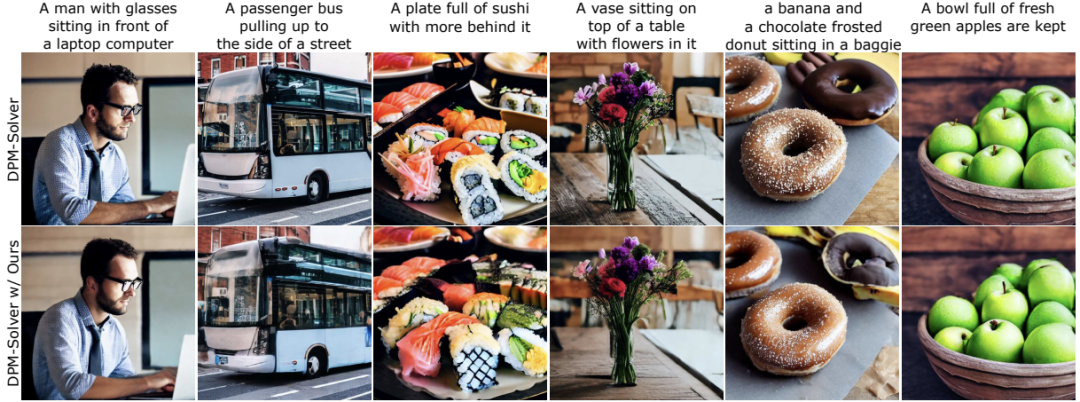 A man with glasses
sitting in front of
a laptop computer
A passenger bus
pulling up to
the side of a street
A plate full of sushi
with more behind it
A vase sitting on
top of a table
with flowers in it
a banana and
a chocolate frosted
donut sitting in a baggie
A bowl full of fresh
green apples are kept
DPM-Solver
DPM-Solver w/ Ours